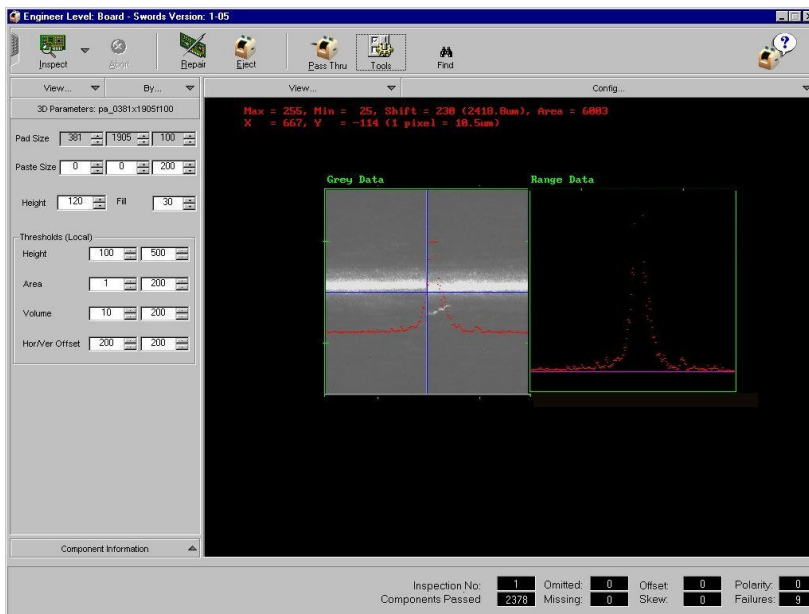 Engineer Level: Board - Swords Version: 1-05
Inspect Abort Repair Eject Pass Thru Tools Find
View... By... View... Config...
3D Parameters: pa_0381x1905f100
Max = 255, Min = 25, Shift = 230 (2418.8um), Area = 6003
X = 667, Y = -114 (1 pixel = 10.5um)
Pad Size 381 1905 100
Paste Size 0 0 200
Height 120 Fill 30
Grey Data Range Data
Thresholds (Local)
Height 100 500
Area 1 200
Volume 10 200
Hor/Ver Offset 200 200
Component Information
Inspection No: 1 Omitted: 0 Offset: 0 Polarity: 0
Components Passed 2378 Missing: 0 Skew: 0 Failures: 9